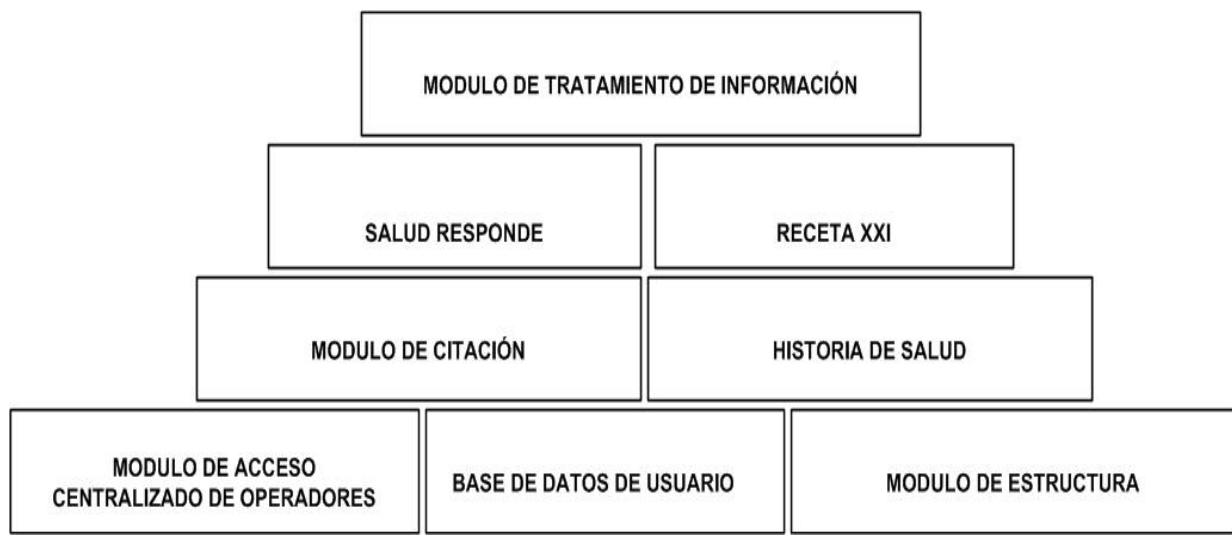 MODULO DE TRATAMIENTO DE INFORMACIÓN
SALUD RESPONDE
RECETA XXI
MODULO DE CITACIÓN
HISTORIA DE SALUD
MODULO DE ACCESO
CENTRALIZADO DE OPERADORES
BASE DE DATOS DE USUARIO
MODULO DE ESTRUCTURA